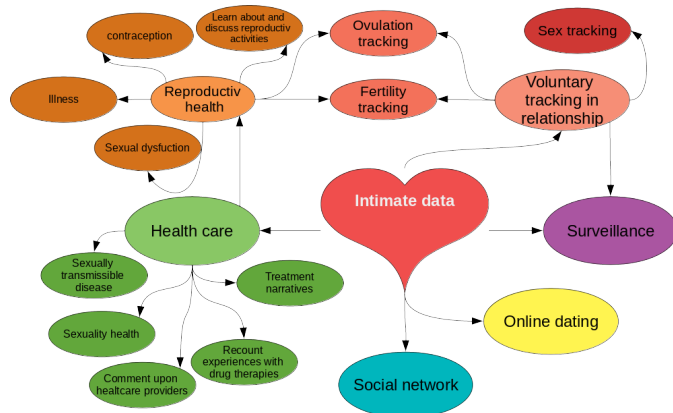 Learn about and
discuss reproductiv
activities
contraception
Ovulation
tracking
Sex tracking
Illness
Reproductiv
health
Fertility
tracking
Voluntary
tracking in
relationship
Sexual dysfuction
Intimate data
Health care
Surveillance
Sexually
transmissible
disease
Treatment
narratives
Sexuality health
Online dating
Recount
experiences with
drug therapies
Comment upon
healtcare providers
Social network